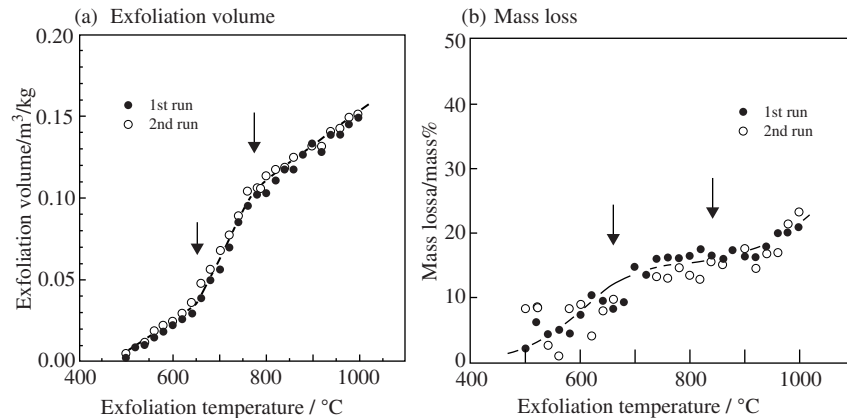 (a) Exfoliation volume
0.20
0.15
0.10
0.05
0.00
Exfoliation volume/m³/kg
1st run
2nd run
400
600
800
1000
Exfoliation temperature / °C
(b) Mass loss
50
40
30
20
10
0
Mass lossa/mass%
1st run
2nd run
400
600
800
1000
Exfoliation temperature / °C